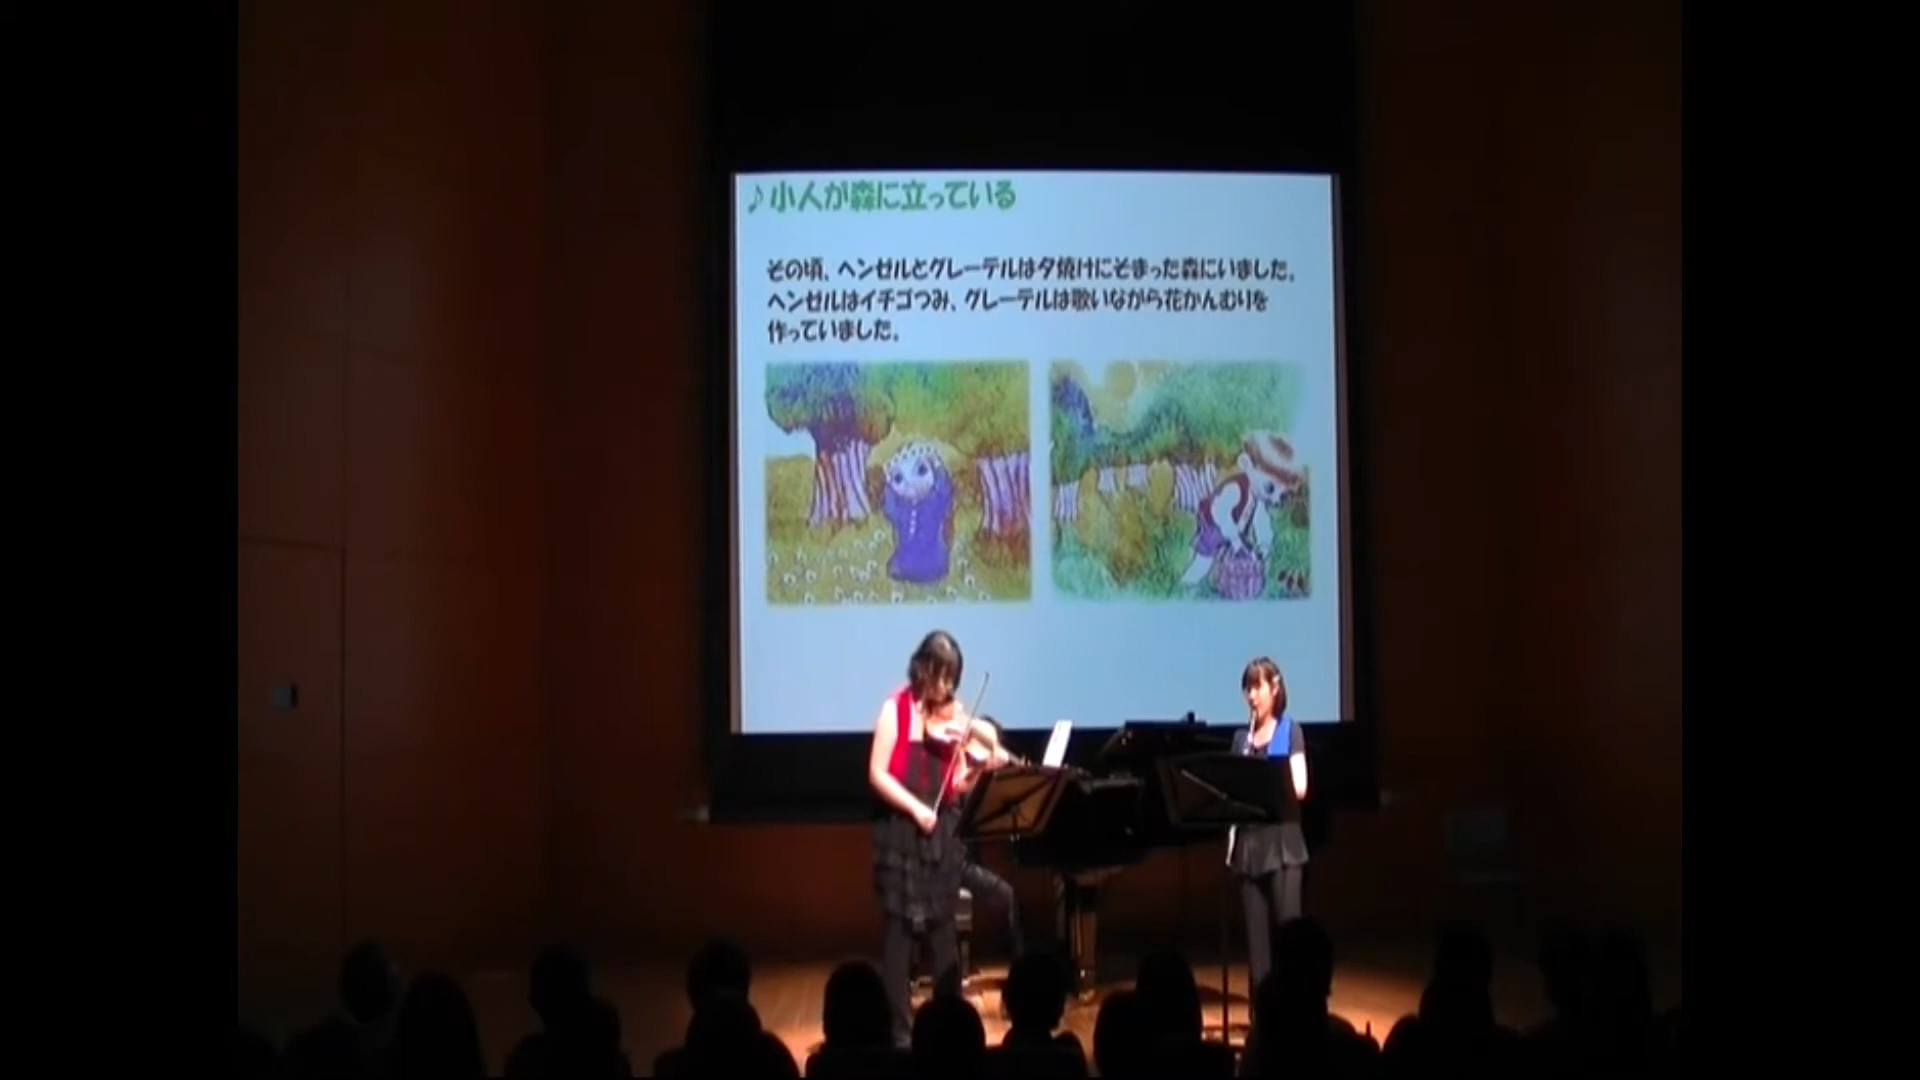 ♪小人が森に立っている
その頃、ヘンゼルとグレーテルは夕焼けにそまった森にいました。
ヘンゼルはイチゴつみ、グレーテルは歌いながら花かんむりを
作っていました。